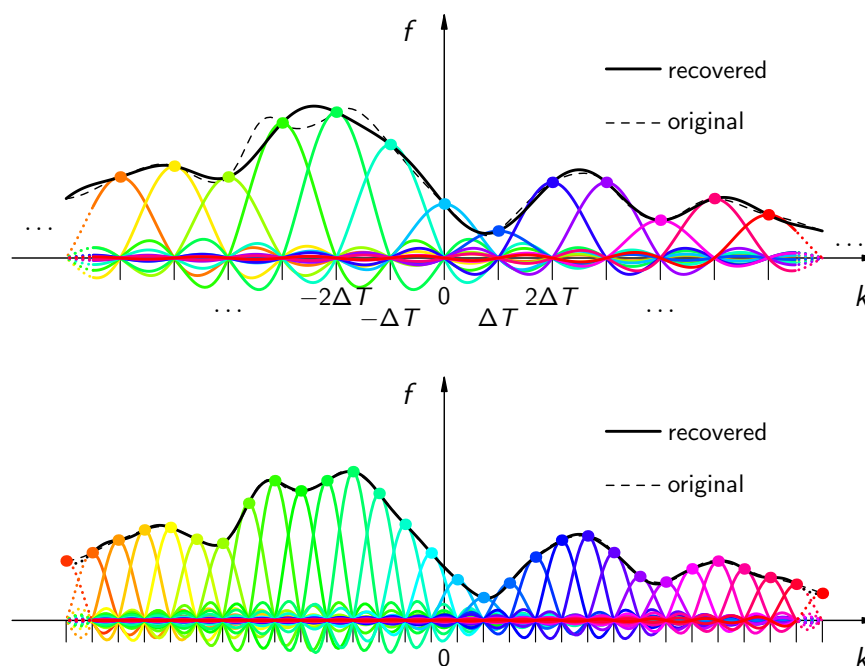 f
recovered
original
... ...
−2ΔT 0 2ΔT k
... −ΔT ΔT ...
f
recovered
original
0 k